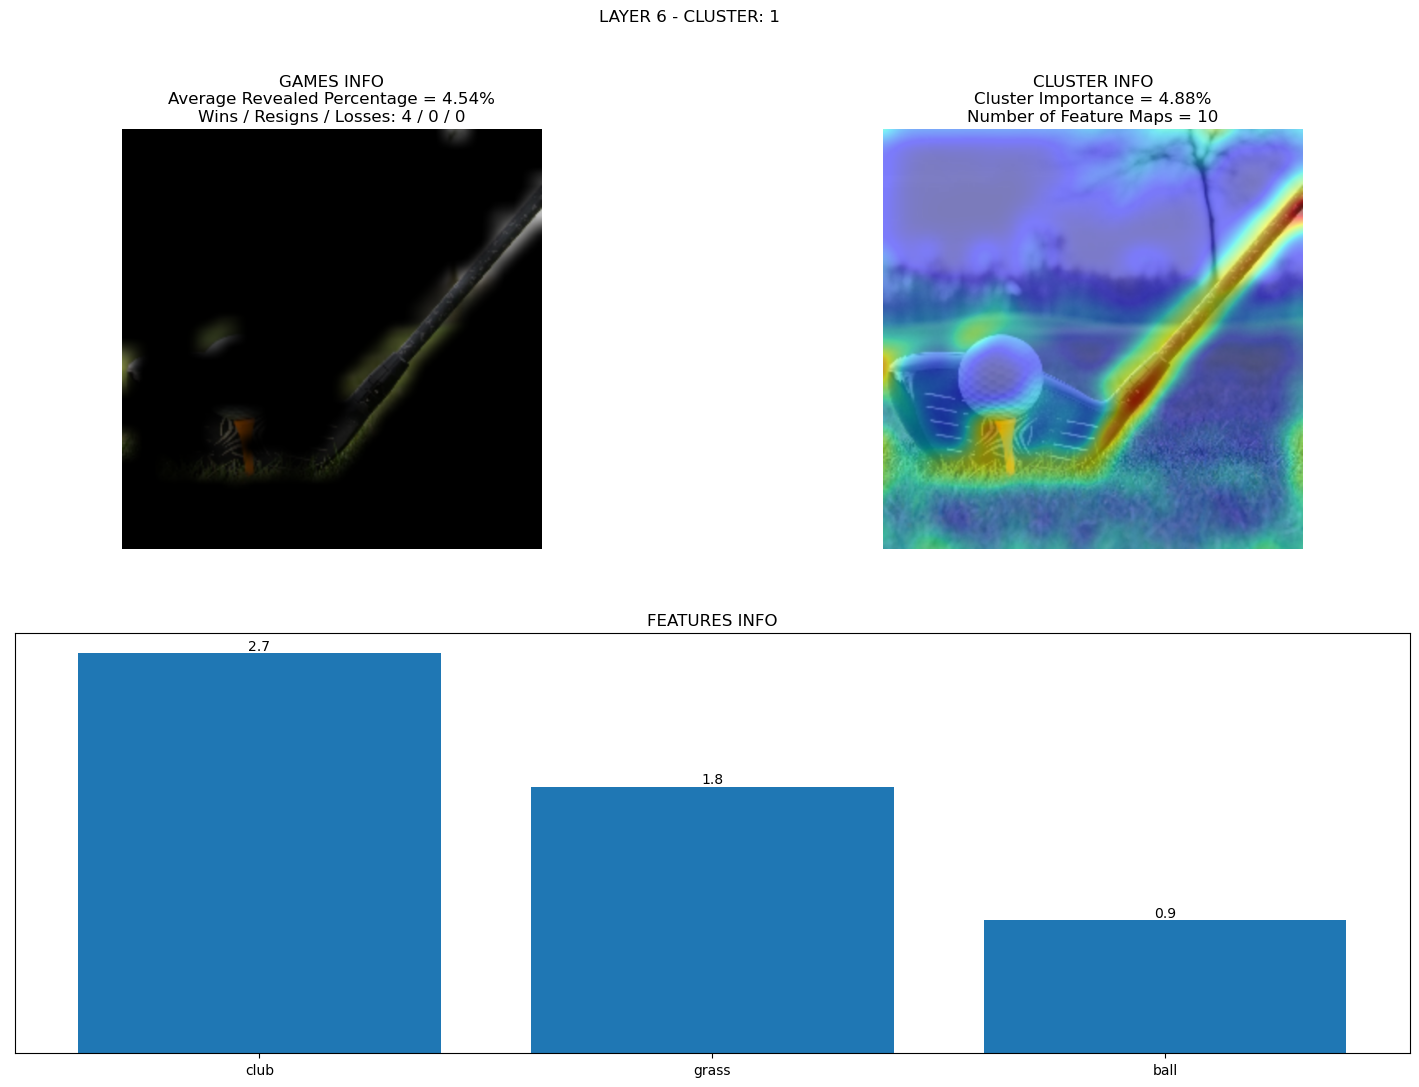 LAYER 6 - CLUSTER: 1
GAMES INFO
Average Revealed Percentage = 4.54%
Wins / Resigns / Losses: 4 / 0 / 0
CLUSTER INFO
Cluster Importance = 4.88%
Number of Feature Maps = 10
FEATURES INFO
2.7
1.8
0.9
club
grass
ball